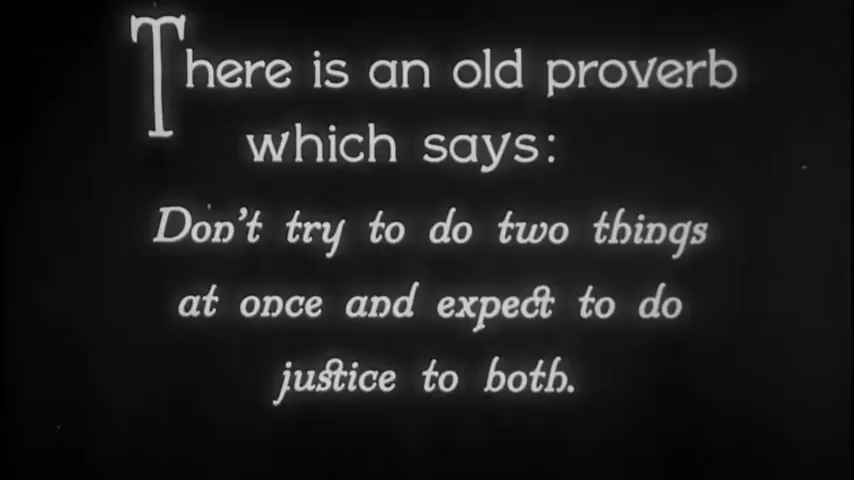 There is an old proverb
which says:
Don't try to do two things
at once and expect to do
justice to both.